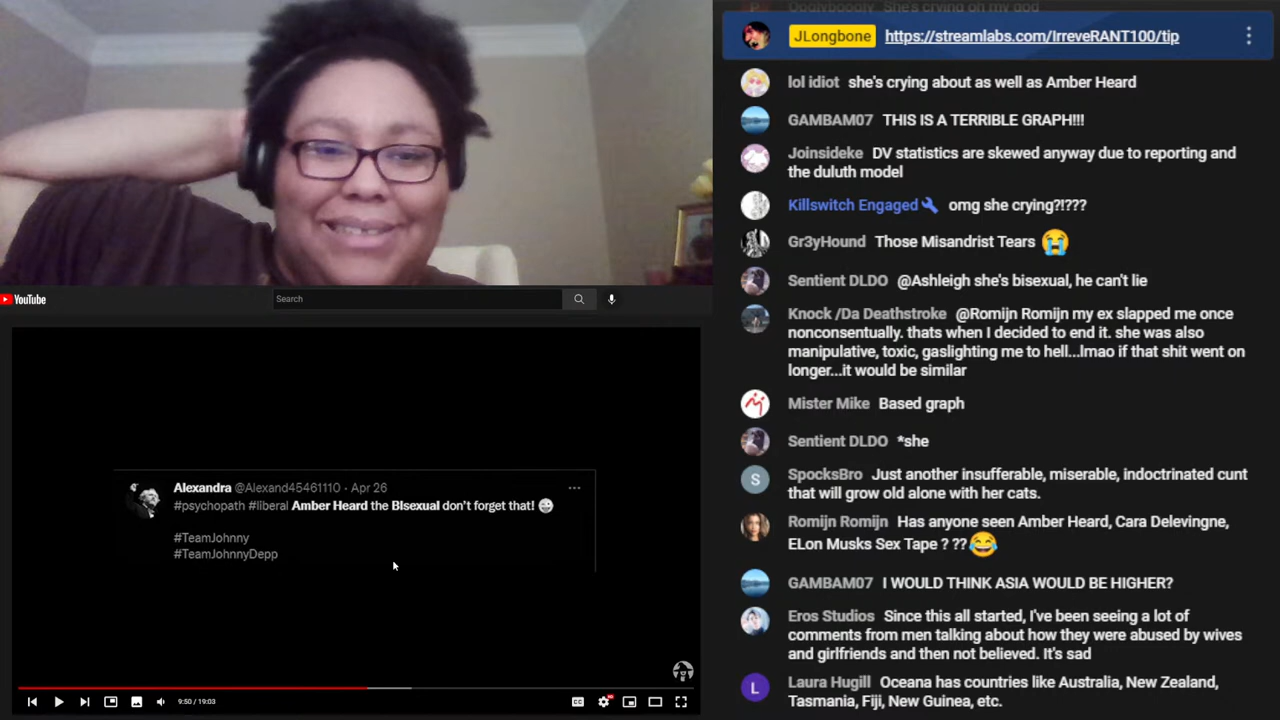 Opalybooaly She's crying oh my god
JLongbone https://streamlabs.com/IrreveRANT100/tip
lol idiot she's crying about as well as Amber Heard
GAMBAM07 THIS IS A TERRIBLE GRAPH!!!
Joinsideke DV statistics are skewed anyway due to reporting and
the duluth model
Killswitch Engaged omg she crying?!???
Gr3yHound Those Misandrist Tears 😭
Sentient DLDO @Ashleigh she's bisexual, he can't lie
Knock /Da Deathstroke @Romijn Romijn my ex slapped me once
nonconsentually. thats when I decided to end it. she was also
manipulative, toxic, gaslighting me to hell...lmao if that shit went on
longer...it would be similar
Mister Mike Based graph
Sentient DLDO *she
S SpocksBro Just another insufferable, miserable, indoctrinated cunt
that will grow old alone with her cats.
Romijn Romijn Has anyone seen Amber Heard, Cara Delevingne,
ELon Musks Sex Tape ? ??😂
GAMBAM07 I WOULD THINK ASIA WOULD BE HIGHER?
Eros Studios Since this all started, I've been seeing a lot of
comments from men talking about how they were abused by wives
and girlfriends and then not believed. It's sad
L Laura Hugill Oceana has countries like Australia, New Zealand,
Tasmania, Fiji, New Guinea, etc.
YouTube
Search
Alexandra @Alexand45461110 · Apr 26
#psychopath #liberal Amber Heard the BIsexual don't forget that!
#TeamJohnny
#TeamJohnnyDepp
9:50 / 19:03
CC
HD